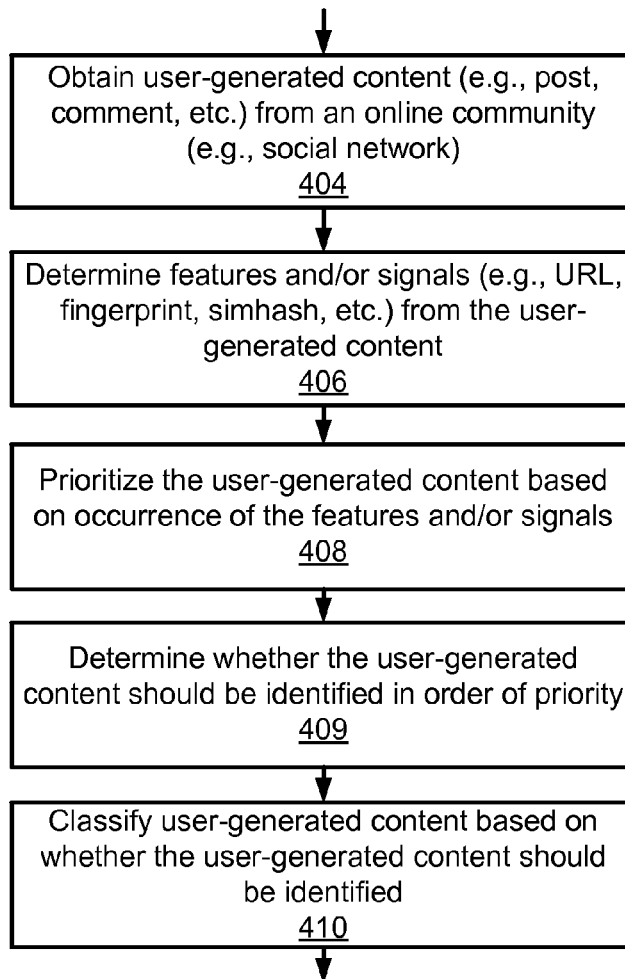 Obtain user-generated content (e.g., post,
comment, etc.) from an online community
(e.g., social network)
404
Determine features and/or signals (e.g., URL,
fingerprint, simhash, etc.) from the user-
generated content
406
Prioritize the user-generated content based
on occurrence of the features and/or signals
408
Determine whether the user-generated
content should be identified in order of priority
409
Classify user-generated content based on
whether the user-generated content should
be identified
410